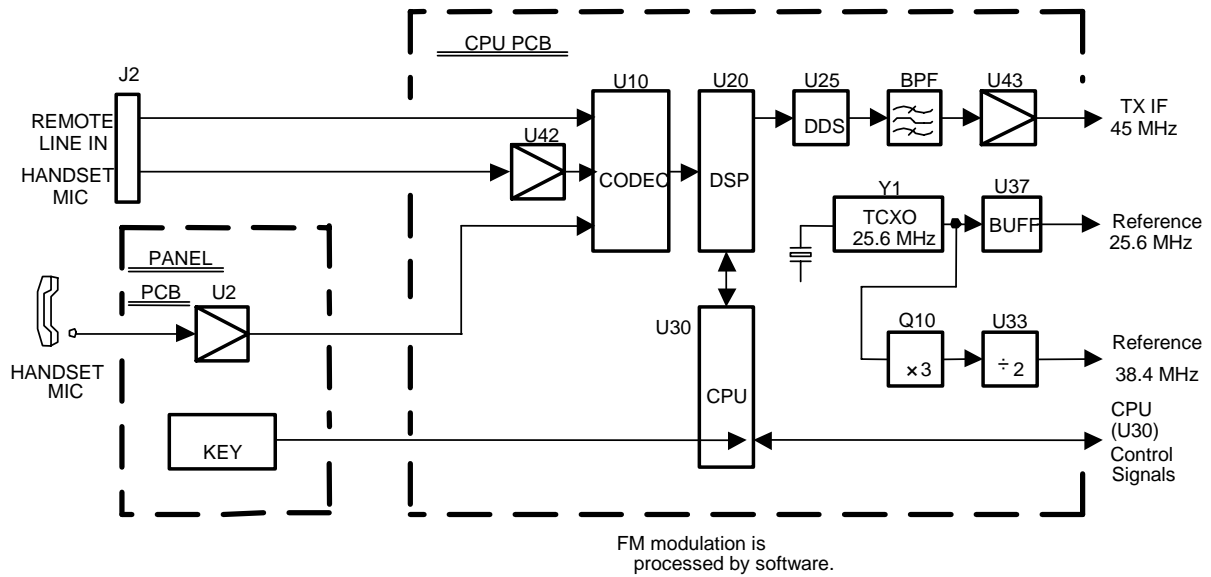 CPU PCB
J2
U10
U20
U25
BPF
U43
REMOTE
LINE IN
DDS
TX IF
45 MHz
U42
HANDSET
MIC
CODEC
DSP
Y1
U37
TCXO
25.6 MHz
BUFF
Reference
25.6 MHz
PANEL
PCB
U2
U30
Q10
U33
Reference
38.4 MHz
HANDSET
MIC
×3
÷2
CPU
CPU
(U30)
Control
Signals
KEY
FM modulation is
processed by software.